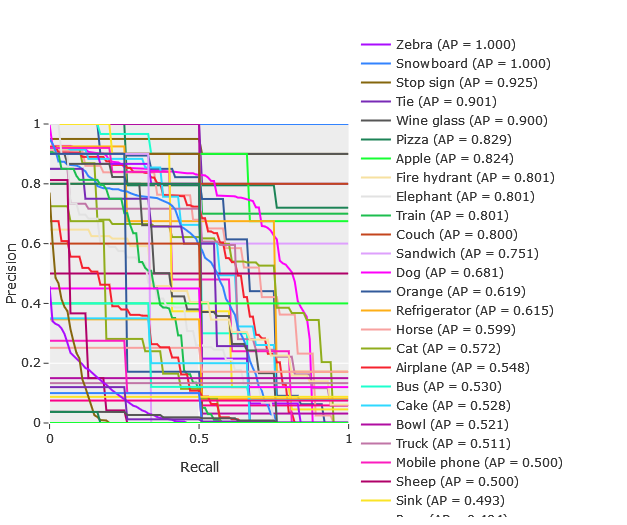 Zebra (AP = 1.000)
Snowboard (AP = 1.000)
Stop sign (AP = 0.925)
Tie (AP = 0.901)
Wine glass (AP = 0.900)
Pizza (AP = 0.829)
Apple (AP = 0.824)
Fire hydrant (AP = 0.801)
Elephant (AP = 0.801)
Train (AP = 0.801)
Couch (AP = 0.800)
Sandwich (AP = 0.751)
Dog (AP = 0.681)
Orange (AP = 0.619)
Refrigerator (AP = 0.615)
Horse (AP = 0.599)
Cat (AP = 0.572)
Airplane (AP = 0.548)
Bus (AP = 0.530)
Cake (AP = 0.528)
Bowl (AP = 0.521)
Truck (AP = 0.511)
Mobile phone (AP = 0.500)
Sheep (AP = 0.500)
Sink (AP = 0.493)
1
0.8
0.6
0.4
0.2
0
Precision
0
0.5
1
Recall